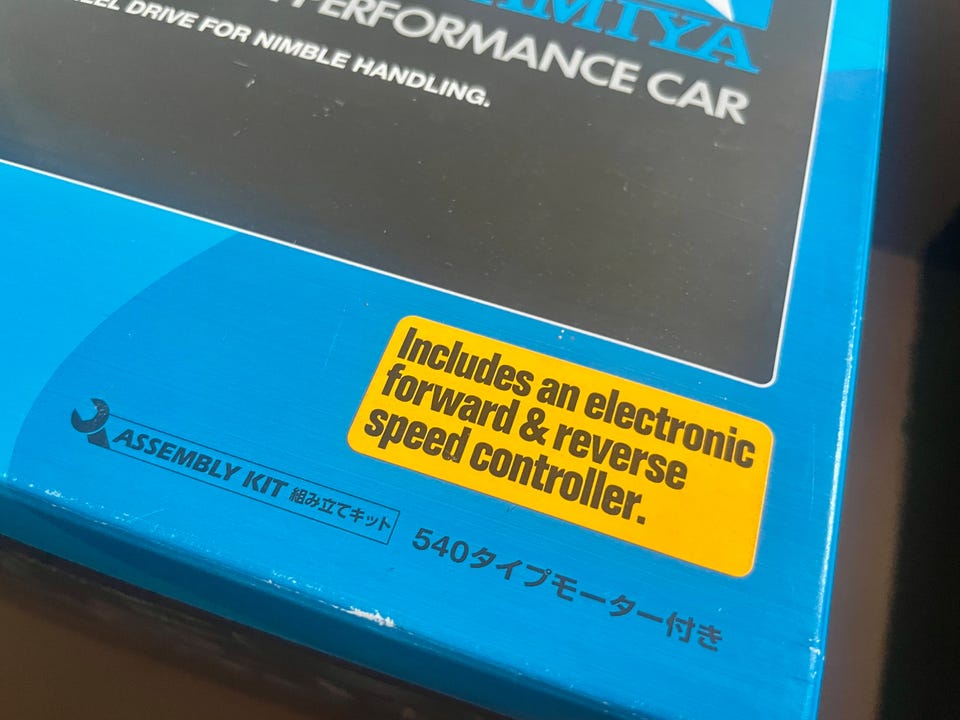 PERFORMANCE CAR
DRIVE FOR NIMBLE HANDLING.
Includes an electronic
forward & reverse
speed controller.
ASSEMBLY KIT 組み立てキット
540タイプモーター付き